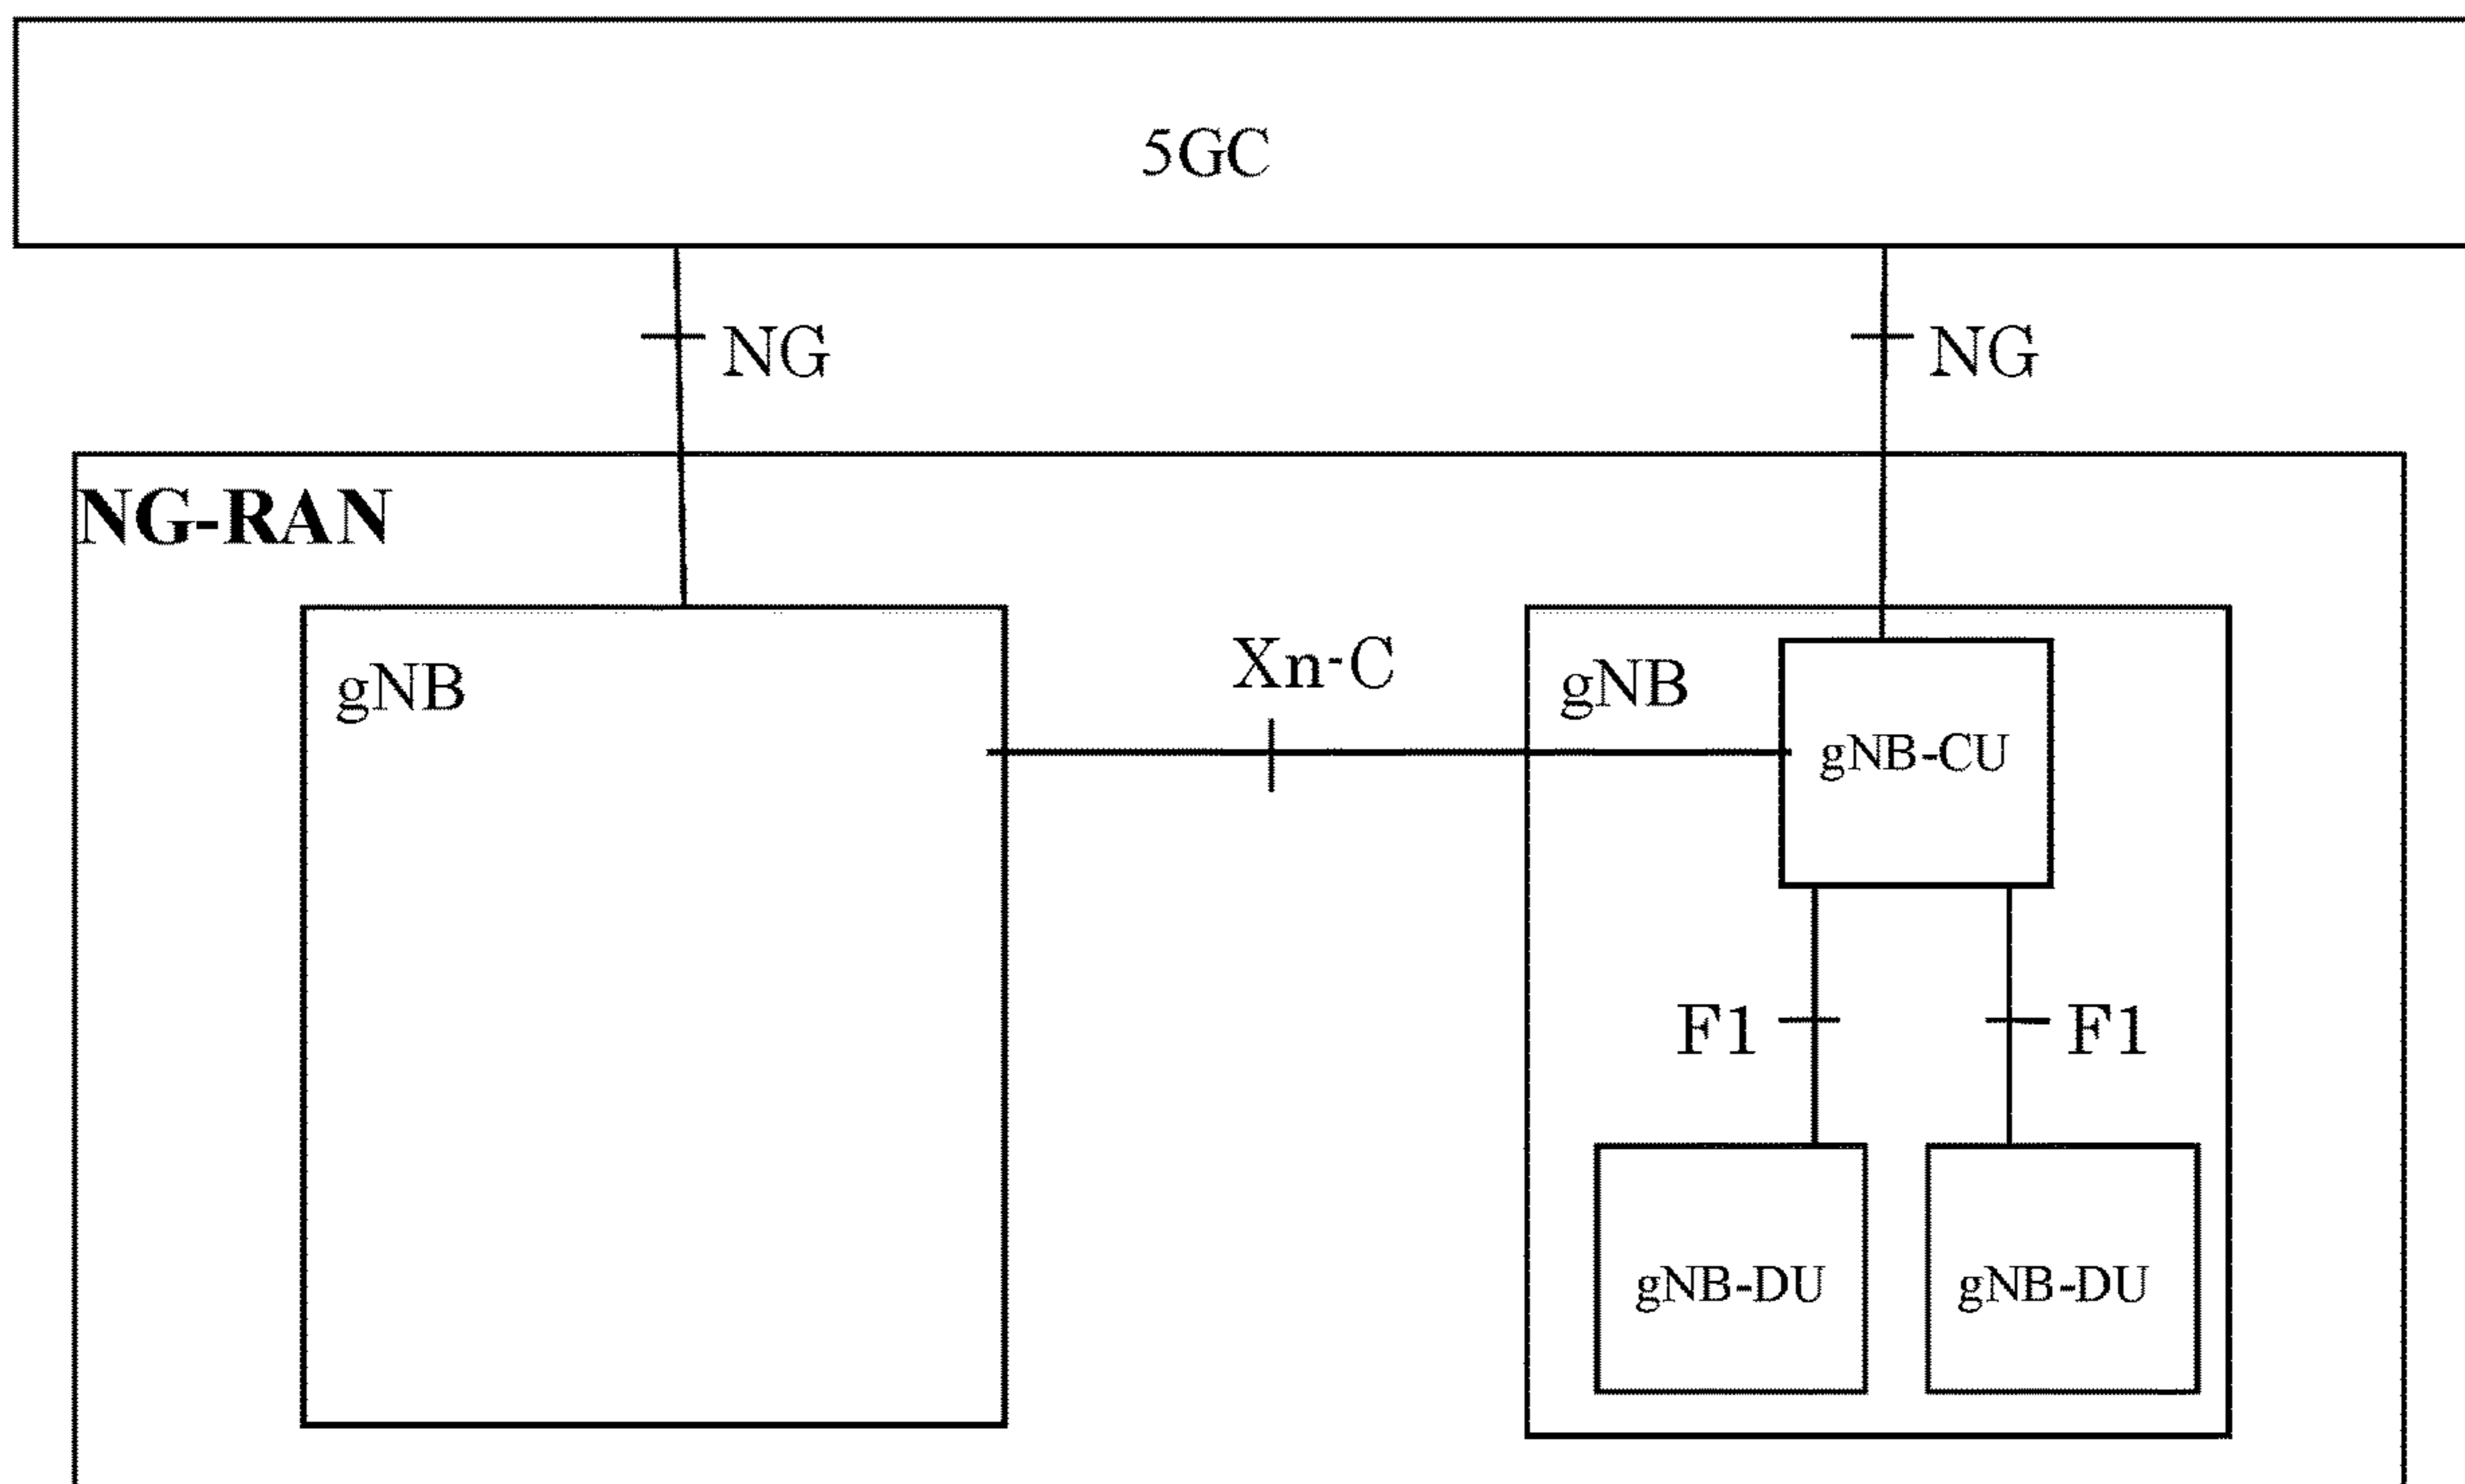 5GC
NG
NG
NG-RAN
gNB
Xn-C
gNB
gNB-CU
F1
F1
gNB-DU
gNB-DU